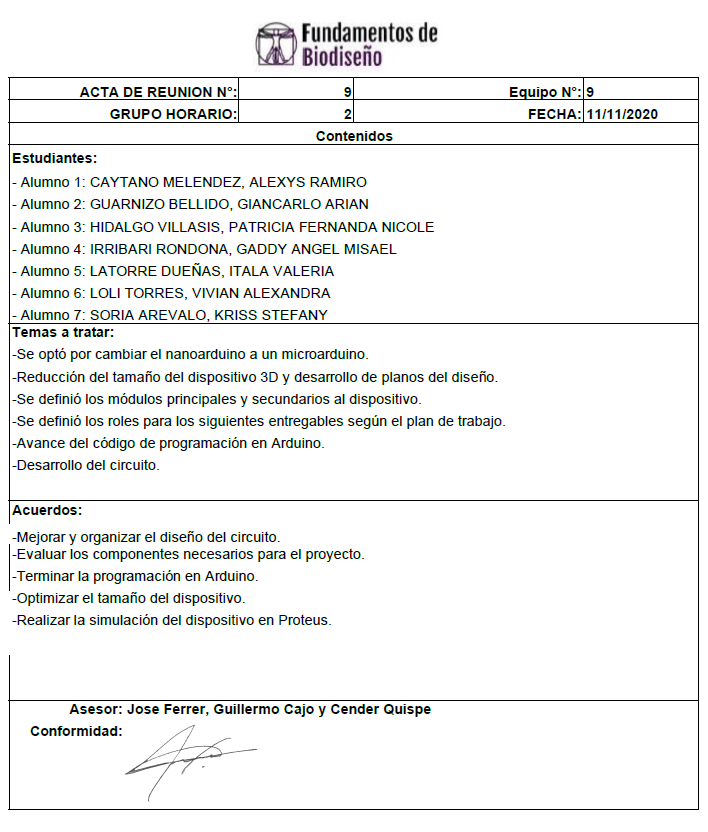 Fundamentos de
Biodiseño
ACTA DE REUNION N°: 9 Equipo N°: 9
GRUPO HORARIO: 2 FECHA: 11/11/2020
Contenidos
Estudiantes:
- Alumno 1: CAYTANO MELENDEZ, ALEXYS RAMIRO
- Alumno 2: GUARNIZO BELLIDO, GIANCARLO ARIAN
- Alumno 3: HIDALGO VILLASIS, PATRICIA FERNANDA NICOLE
- Alumno 4: IRRIBARI RONDONA, GADDY ANGEL MISAEL
- Alumno 5: LATORRE DUEÑAS, ITALA VALERIA
- Alumno 6: LOLI TORRES, VIVIAN ALEXANDRA
- Alumno 7: SORIA AREVALO, KRISS STEFANY
Temas a tratar:
-Se optó por cambiar el nanoarduino a un microarduino.
-Reducción del tamaño del dispositivo 3D y desarrollo de planos del diseño.
-Se definió los módulos principales y secundarios al dispositivo.
-Se definió los roles para los siguientes entregables según el plan de trabajo.
-Avance del código de programación en Arduino.
-Desarrollo del circuito.
Acuerdos:
-Mejorar y organizar el diseño del circuito.
-Evaluar los componentes necesarios para el proyecto.
-Terminar la programación en Arduino.
-Optimizar el tamaño del dispositivo.
-Realizar la simulación del dispositivo en Proteus.
Asesor: Jose Ferrer, Guillermo Cajo y Cender Quispe
Conformidad: